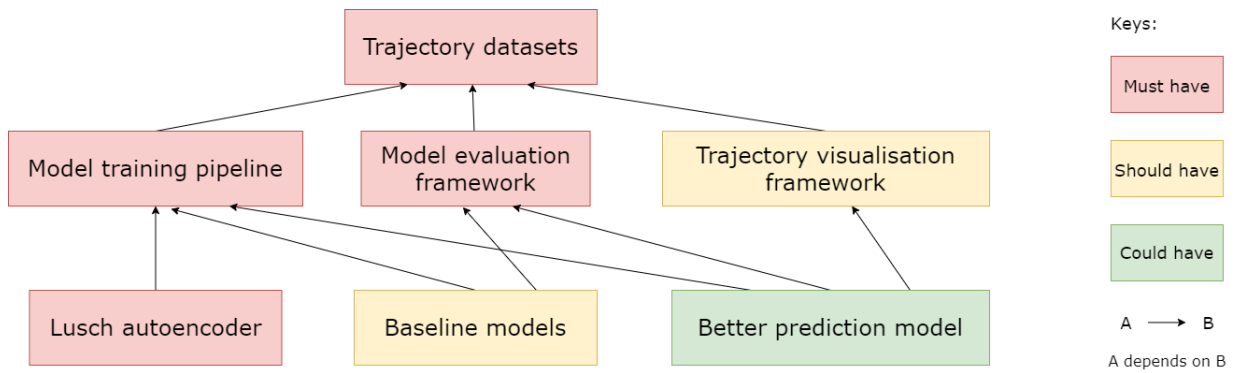 Trajectory datasets
Model training pipeline
Model evaluation
framework
Trajectory visualisation
framework
Lusch autoencoder
Baseline models
Better prediction model
Keys:
Must have
Should have
Could have
A B
A depends on B